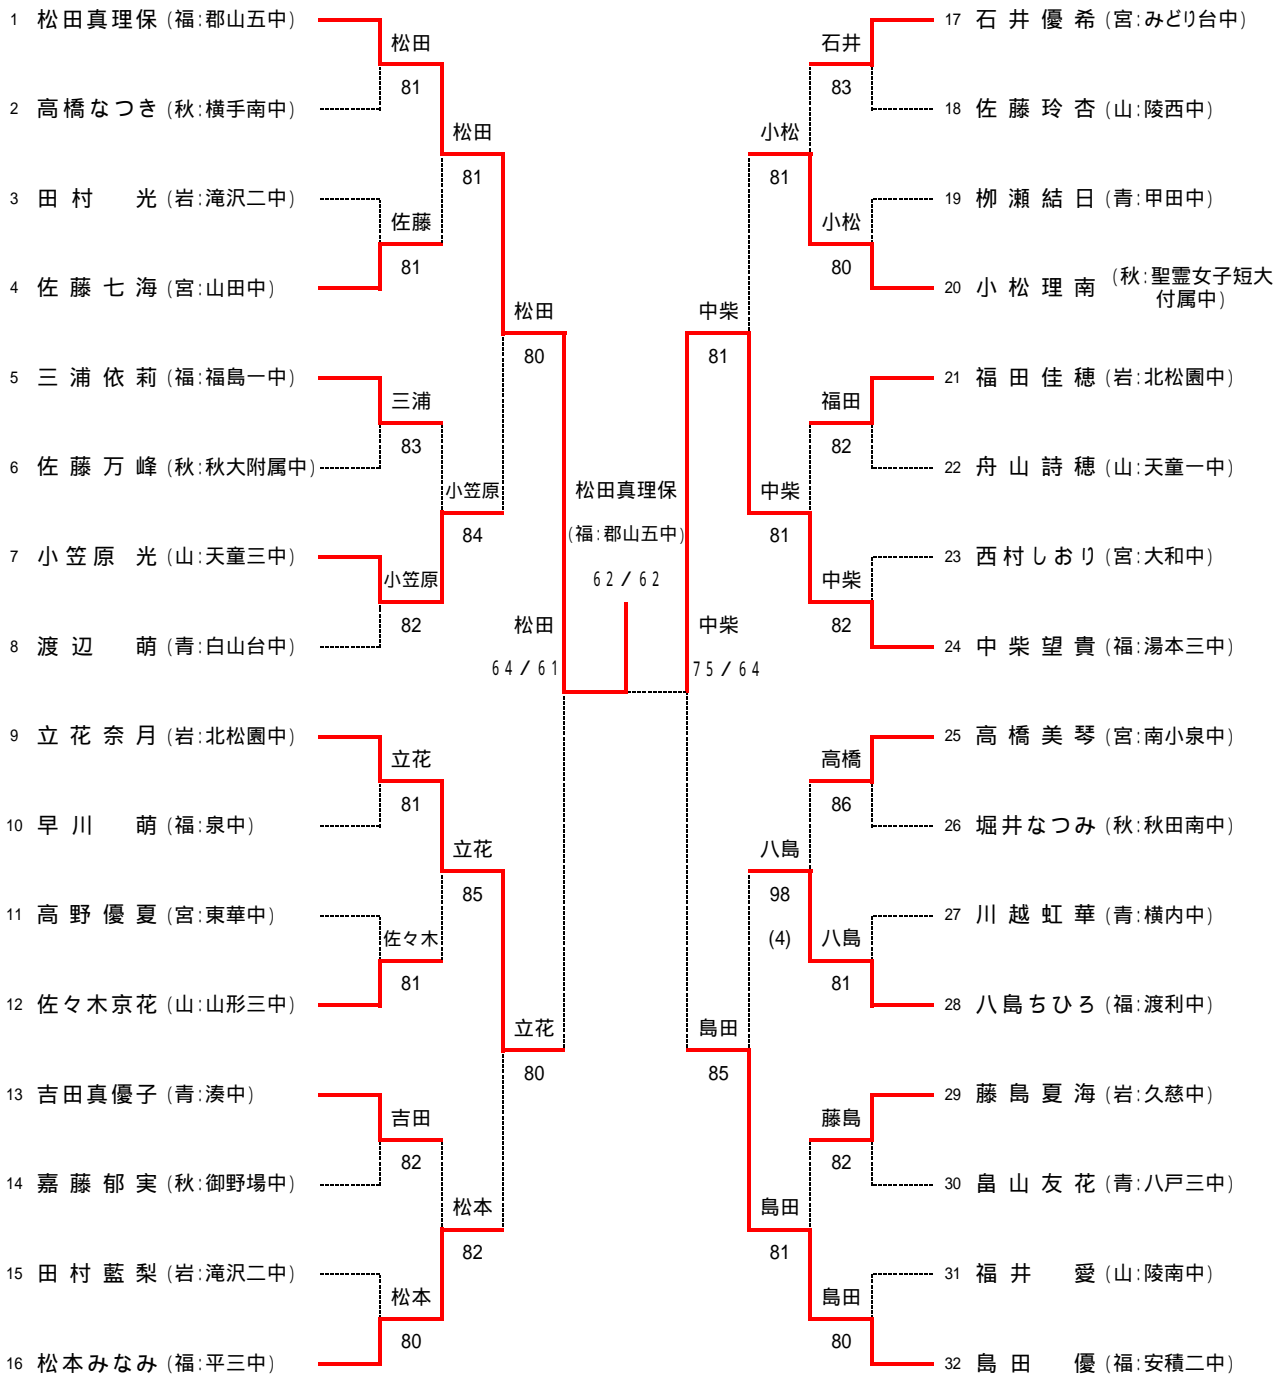 1 松田真理保 (福:郡山五中)
松田
81
2 高橋なつき (秋:横手南中)
松田
81
3 田村 光 (岩:滝沢二中)
佐藤
81
4 佐藤七海 (宮:山田中)
松田
80
5 三浦依莉 (福:福島一中)
三浦
83
6 佐藤万峰 (秋:秋大附属中)
小笠原
84
7 小笠原光 (山:天童三中)
小笠原
82
8 渡辺 萌 (青:白山台中)
松田
64/61
9 立花奈月 (岩:北松園中)
立花
81
10 早川 萌 (福:泉中)
立花
85
11 高野優夏 (宮:東華中)
佐々木
81
12 佐々木京花 (山:山形三中)
立花
80
13 吉田真優子 (青:湊中)
吉田
82
14 嘉藤郁実 (秋:御野場中)
松本
82
15 田村藍梨 (岩:滝沢二中)
松本
80
16 松本みなみ (福:平三中)
松田真理保
(福:郡山五中)
62/62
17 石井優希 (宮:みどり台中)
石井
83
18 佐藤玲杏 (山:陵西中)
小松
81
19 栁瀬結日 (青:甲田中)
小松
80
20 小松理南 (秋:聖霊女子短大
付属中)
中柴
81
21 福田佳穂 (岩:北松園中)
福田
82
22 舟山詩穂 (山:天童一中)
中柴
81
23 西村しおり (宮:大和中)
中柴
82
24 中柴望貴 (福:湯本三中)
中柴
75/64
25 高橋美琴 (宮:南小泉中)
高橋
86
26 堀井なつみ (秋:秋田南中)
八島
98
(4)
27 川越虹華 (青:横内中)
八島
81
28 八島ちひろ (福:渡利中)
島田
85
29 藤島夏海 (岩:久慈中)
藤島
82
30 畠山友花 (青:八戸三中)
島田
81
31 福井 愛 (山:陵南中)
島田
80
32 島田 優 (福:安積二中)